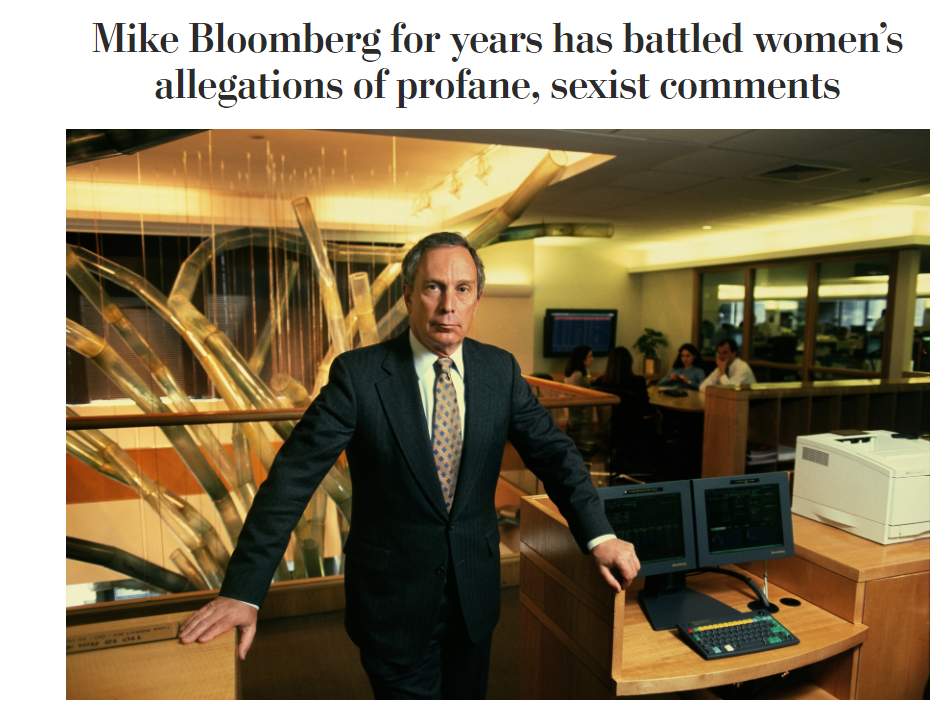 Mike Bloomberg for years has battled women’s
allegations of profane, sexist comments